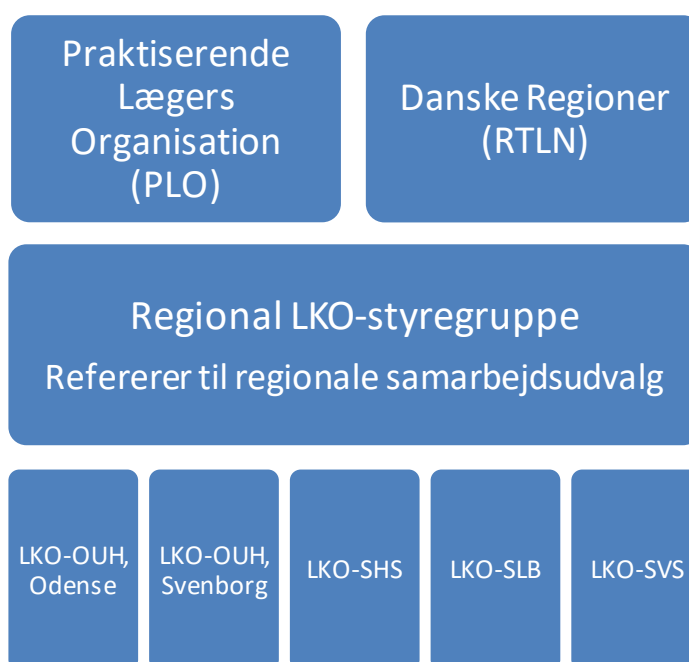 Praktiserende
Lægers
Organisation
(PLO)
Danske Regioner
(RTLN)
Regional LKO-styregruppe
Refererer til regionale samarbejdsudvalg
LKO-OUH,
Odense
LKO-OUH,
Svenborg
LKO-SHS
LKO-SLB
LKO-SVS